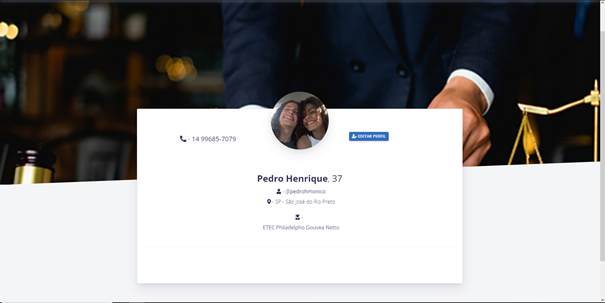 - 14 99685-7079
EDITAR PERFIL
Pedro Henrique, 37
- @pedrohmonico
- SP - São José do Rio Preto
-
ETEC Philadelpho Gouvea Netto